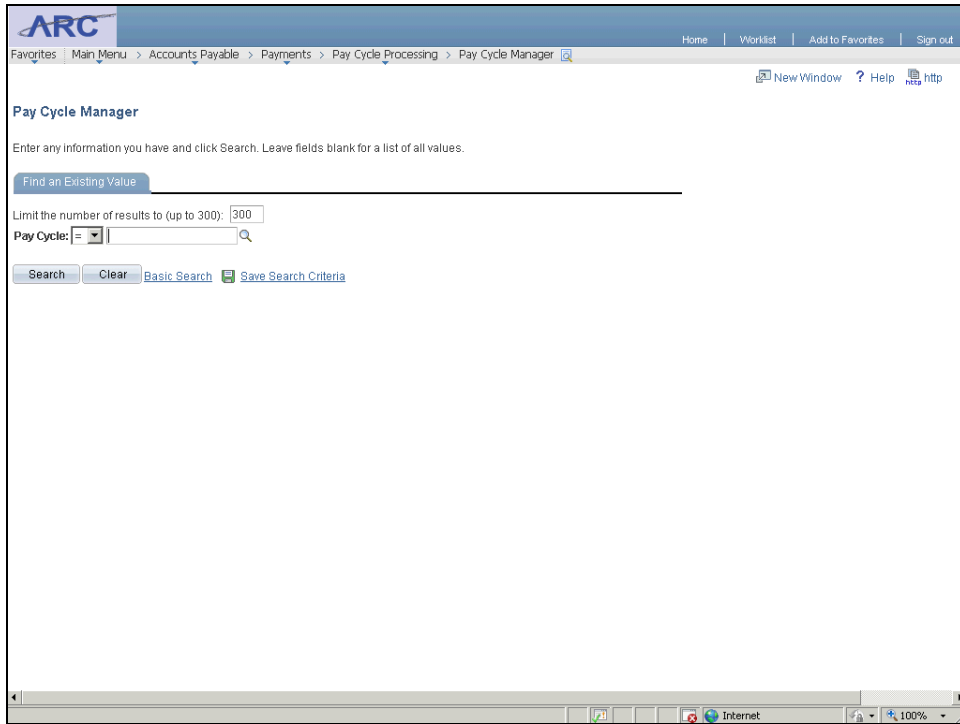 ARC
Home | Worklist | Add to Favorites | Sign out
Favorites Main Menu > Accounts Payable > Payments > Pay Cycle Processing > Pay Cycle Manager
New Window ? Help http http
Pay Cycle Manager
Enter any information you have and click Search. Leave fields blank for a list of all values.
Find an Existing Value
Limit the number of results to (up to 300): 300
Pay Cycle: =
Search Clear Basic Search Save Search Criteria
Internet 100%